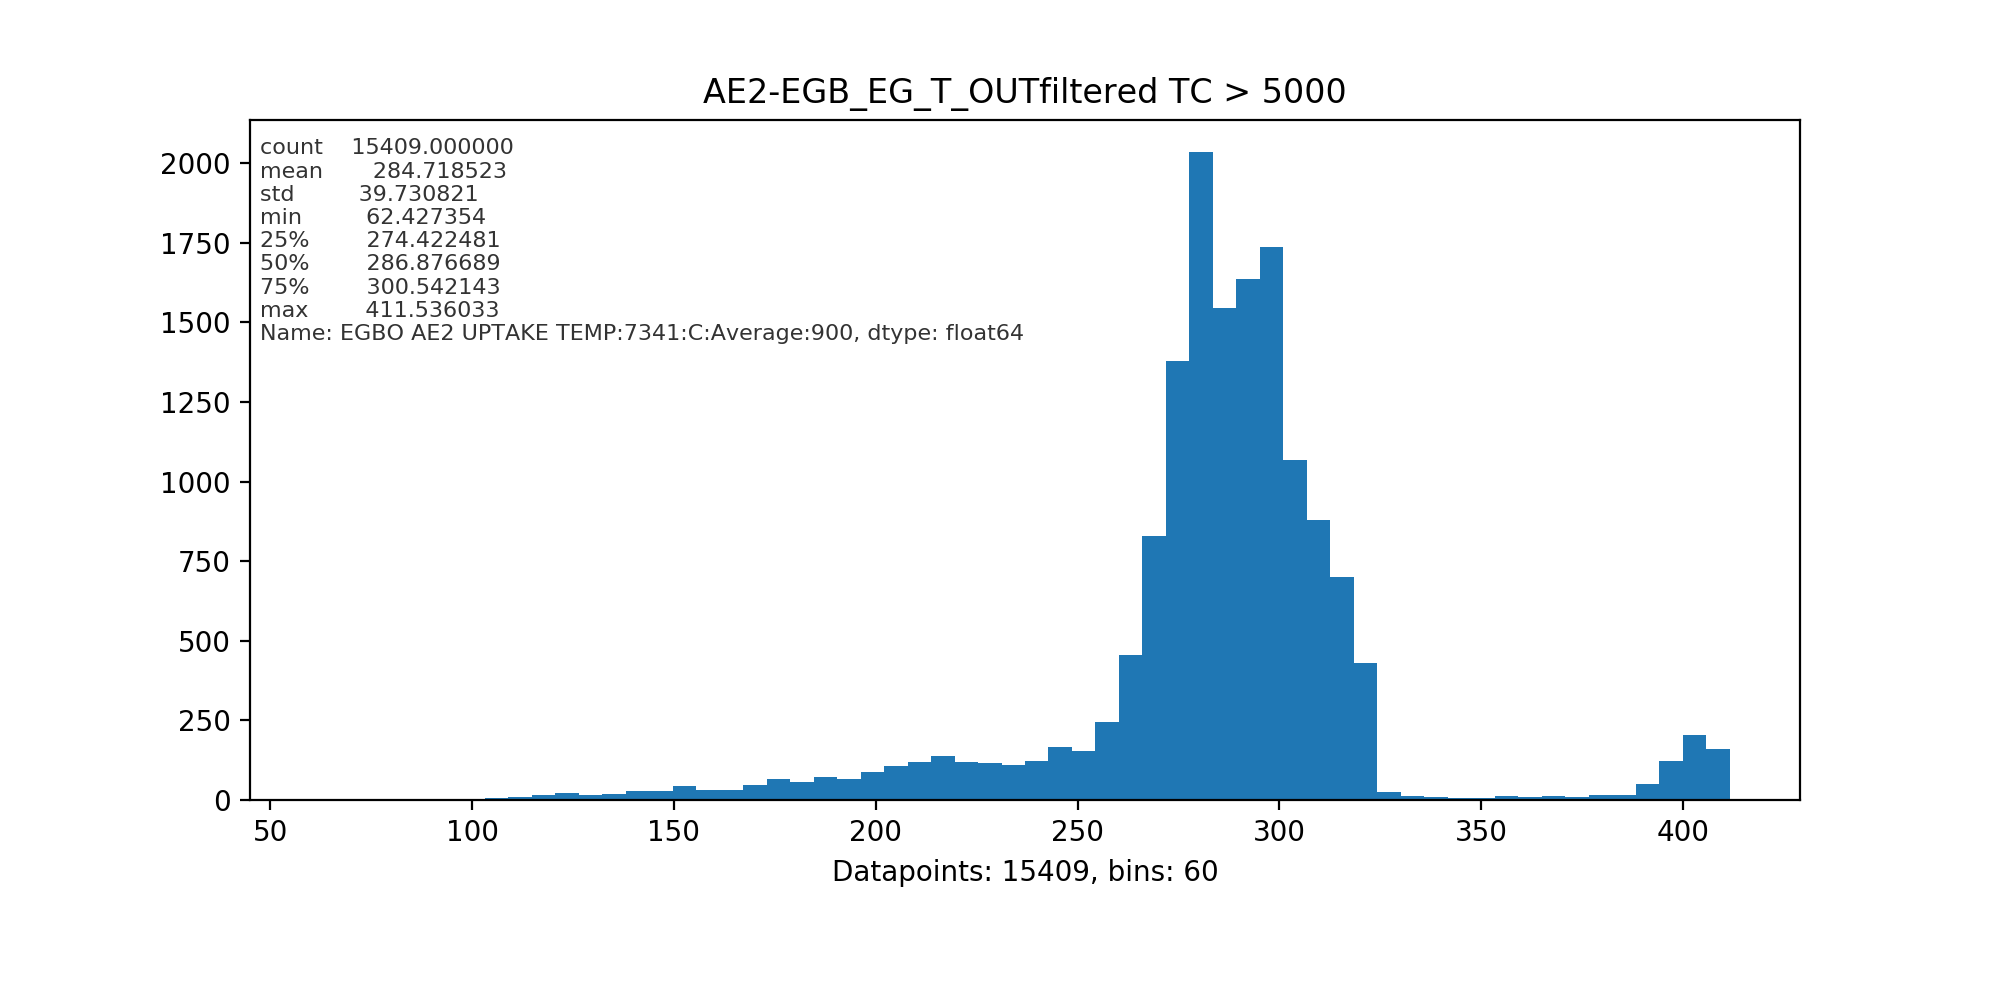 AE2-EGB_EG_T_OUTfiltered TC > 5000
count 15409.000000
mean 284.718523
std 39.730821
min 62.427354
25% 274.422481
50% 286.876689
75% 300.542143
max 411.536033
Name: EGBO AE2 UPTAKE TEMP:7341:C:Average:900, dtype: float64
2000
1750
1500
1250
1000
750
500
250
0
50 100 150 200 250 300 350 400
Datapoints: 15409, bins: 60